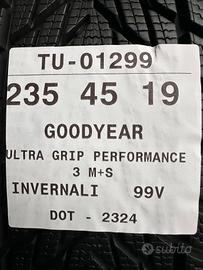 TU-01299
235 45 19
GOODYEAR
ULTRA GRIP PERFORMANCE
3 M+S
INVERNALI 99V
DOT - 2324
subito